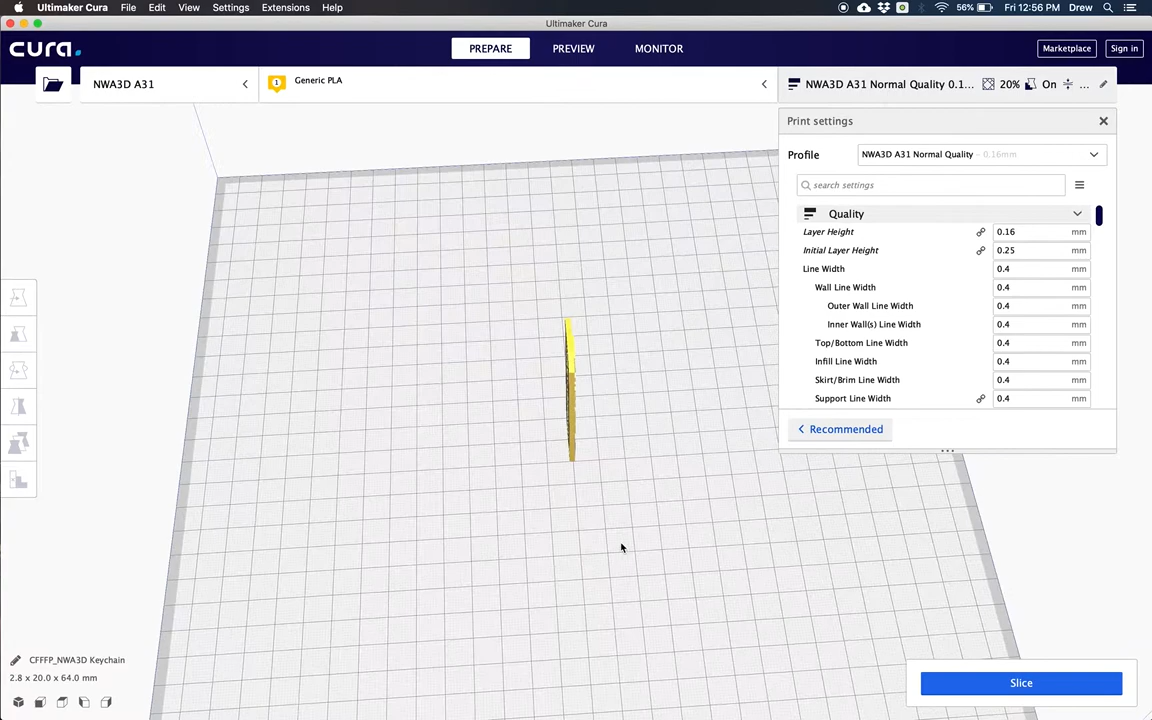 Ultimaker Cura File Edit View Settings Extensions Help 56% Fri 12:56 PM Drew
Ultimaker Cura
cura. PREPARE PREVIEW MONITOR Marketplace Sign in
NWA3D A31 1 Generic PLA NWA3D A31 Normal Quality 0.1... 20% On ...
Print settings
Profile NWA3D A31 Normal Quality - 0.16mm
search settings
Quality
Layer Height 0.16 mm
Initial Layer Height 0.25 mm
Line Width 0.4 mm
Wall Line Width 0.4 mm
Outer Wall Line Width 0.4 mm
Inner Wall(s) Line Width 0.4 mm
Top/Bottom Line Width 0.4 mm
Infill Line Width 0.4 mm
Skirt/Brim Line Width 0.4 mm
Support Line Width 0.4 mm
Recommended
CFFFP_NWA3D Keychain
2.8 x 20.0 x 64.0 mm
Slice